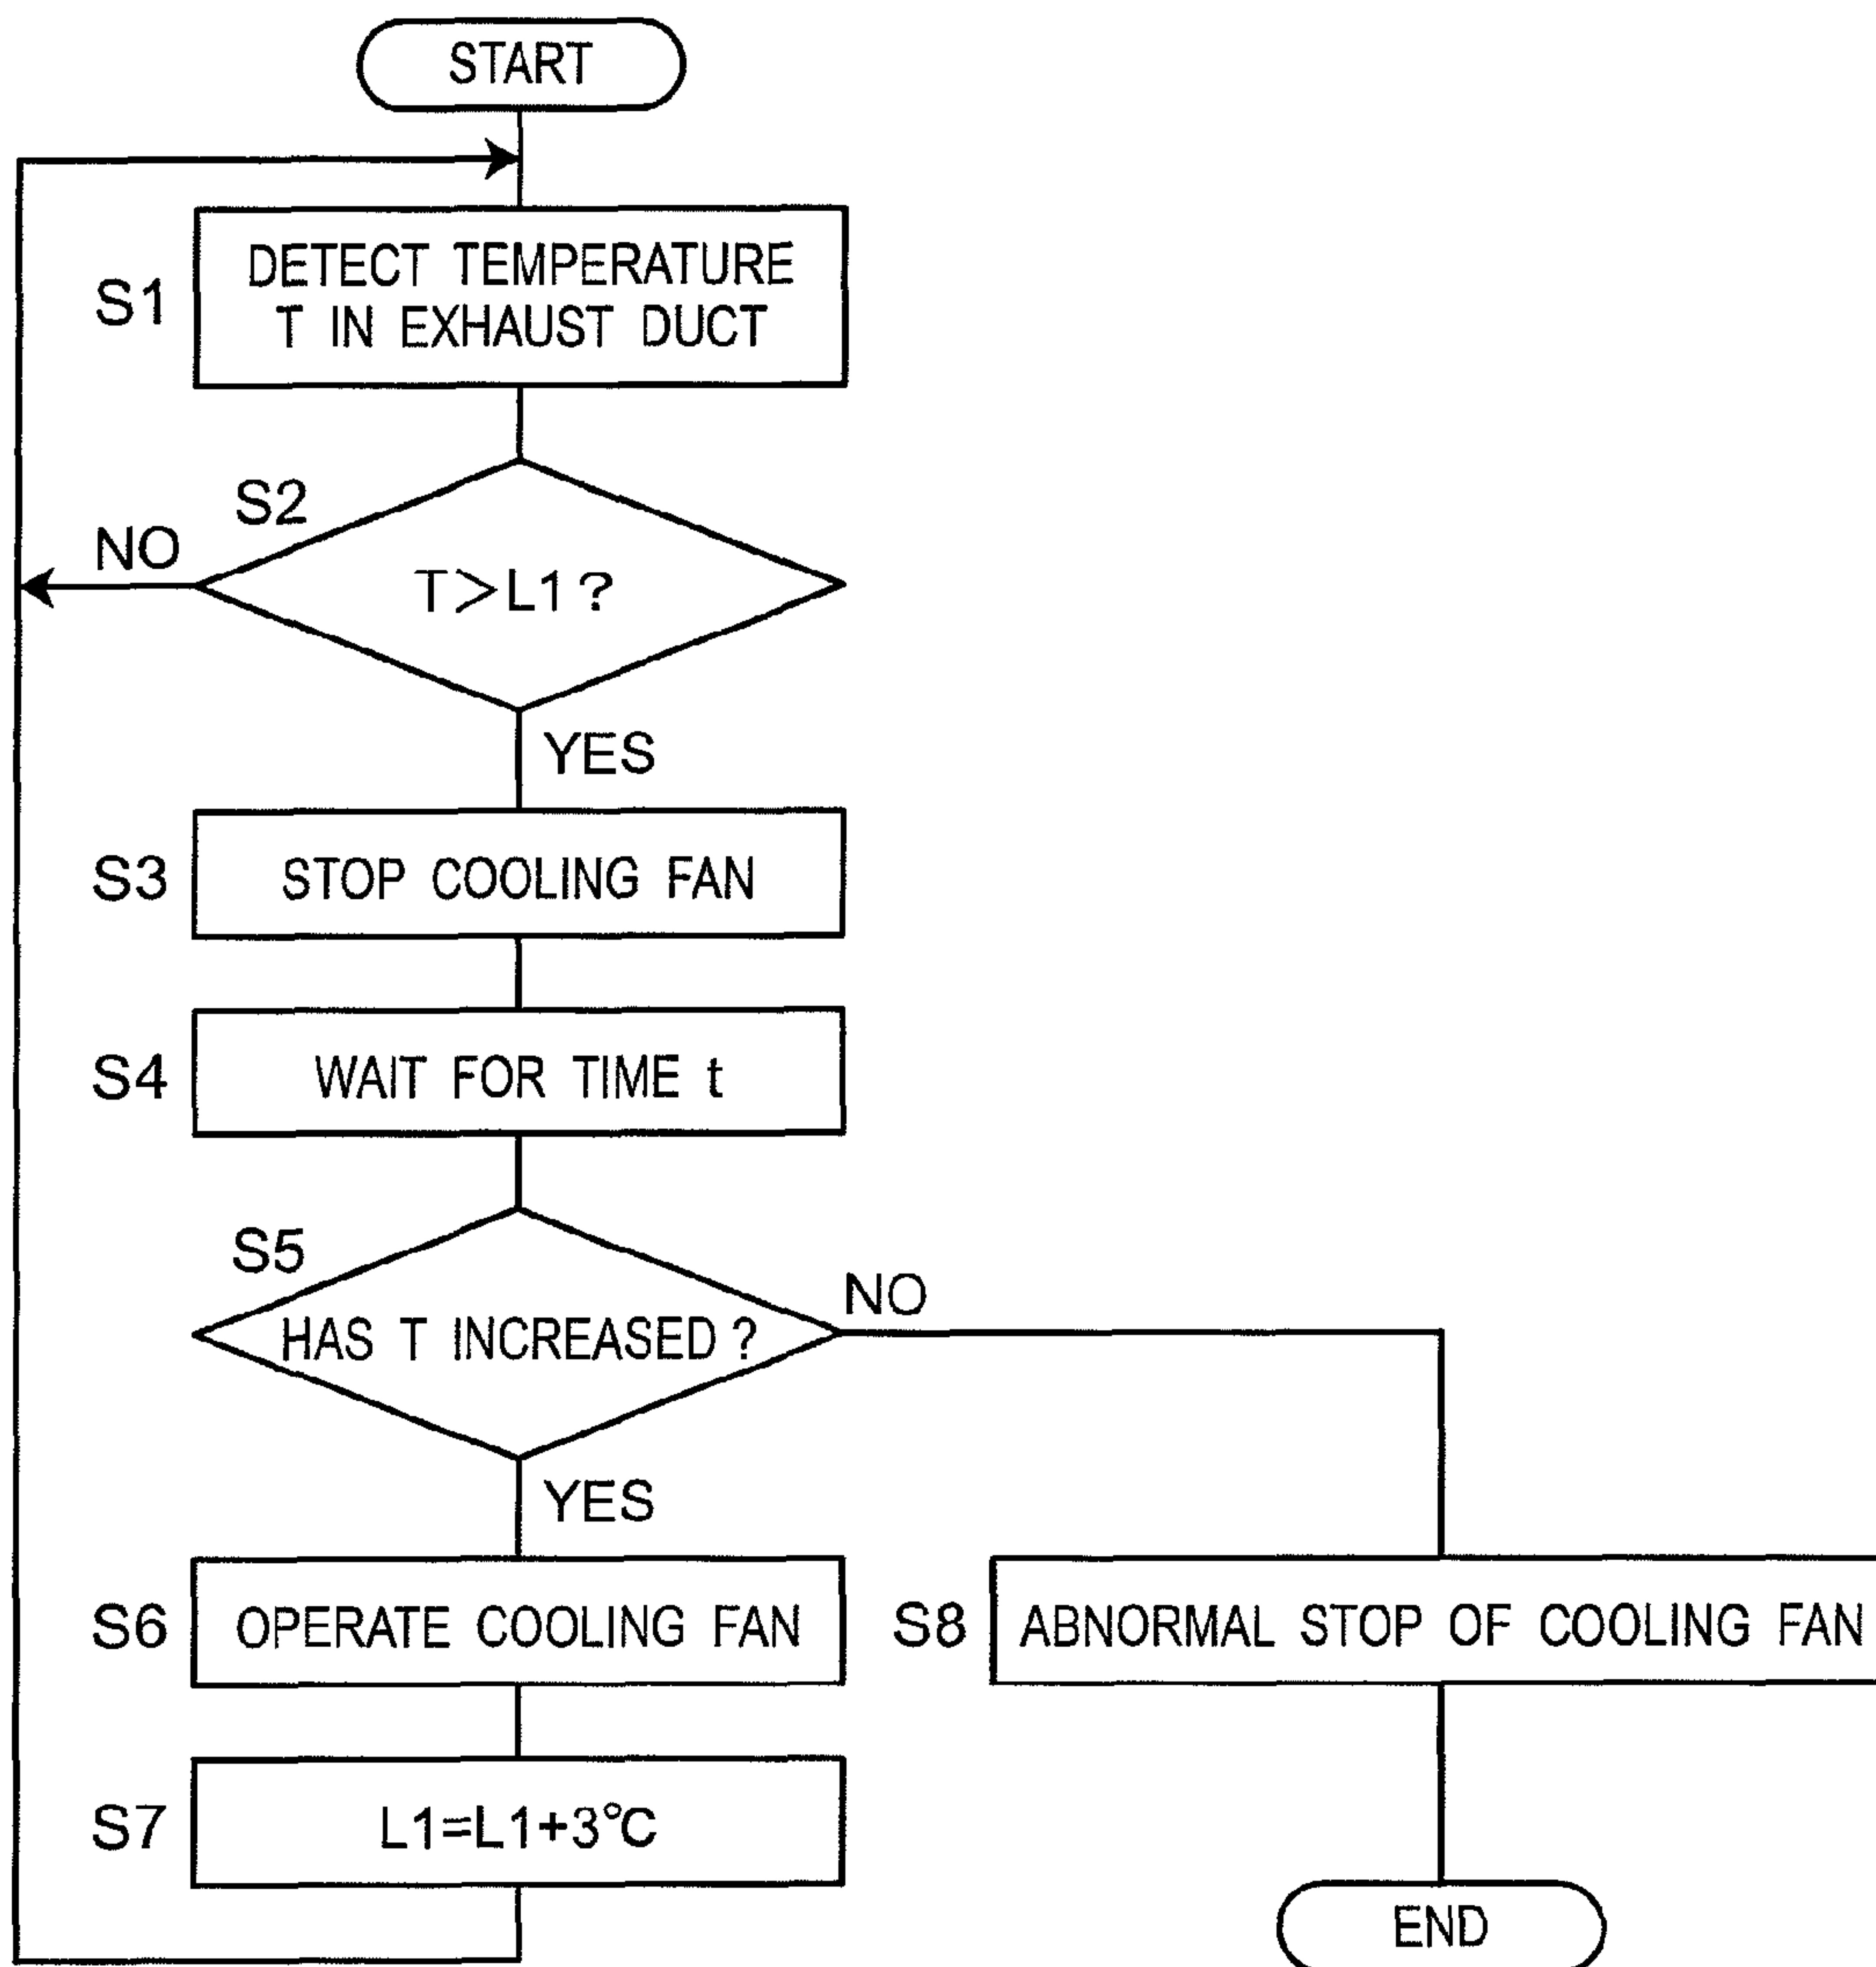 START
S1
DETECT TEMPERATURE
T IN EXHAUST DUCT
S2
NO
T>L1?
YES
S3
STOP COOLING FAN
S4
WAIT FOR TIME t
S5
HAS T INCREASED?
NO
YES
S6
OPERATE COOLING FAN
S8
ABNORMAL STOP OF COOLING FAN
S7
L1=L1+3°C
END